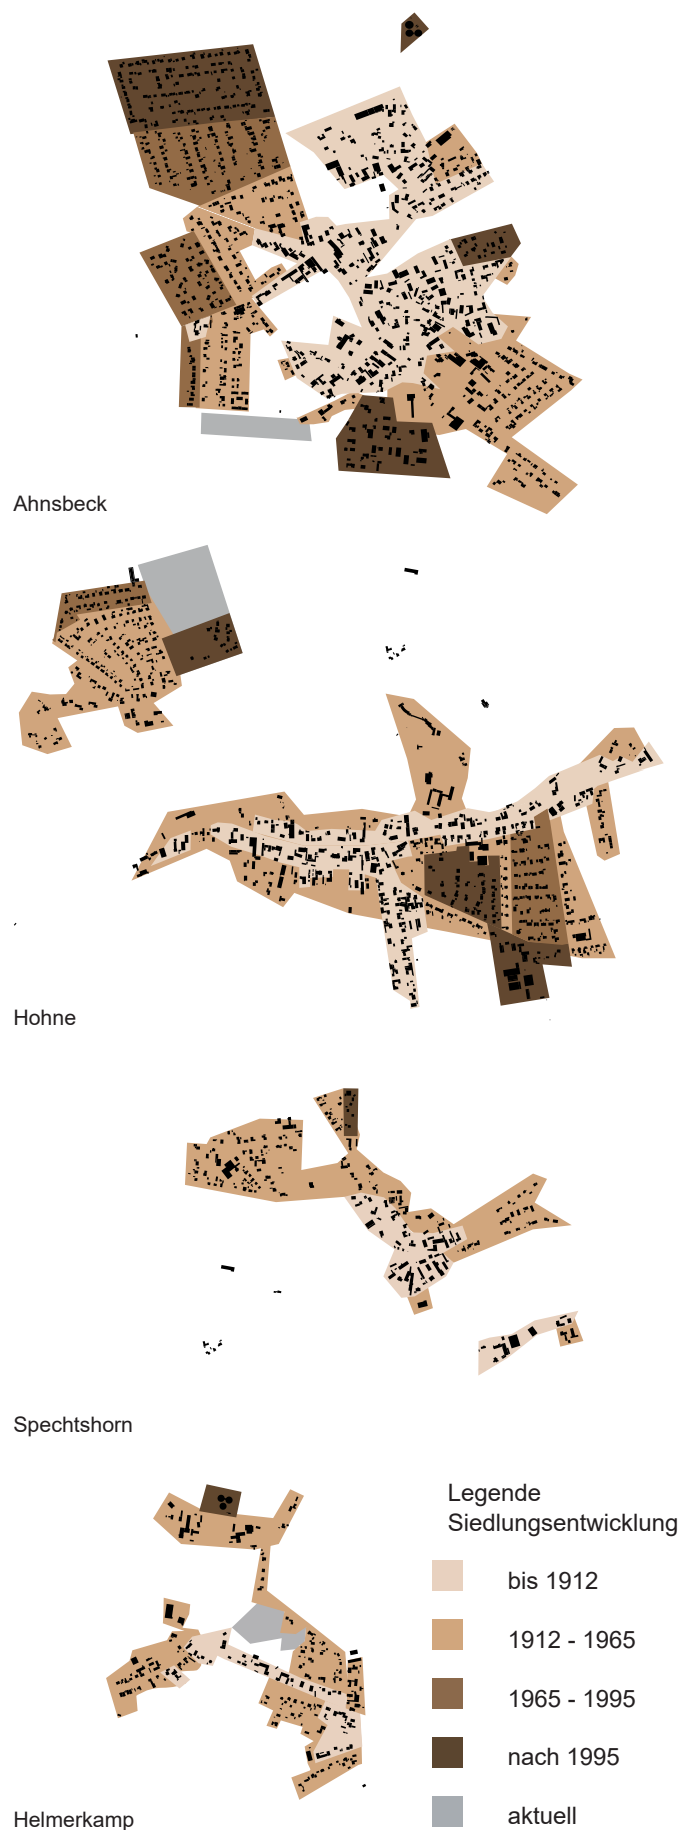 Ahnsbeck
Hohne
Spechtshorn
Helmerkamp
Legende
Siedlungsentwicklung
bis 1912
1912 - 1965
1965 - 1995
nach 1995
aktuell